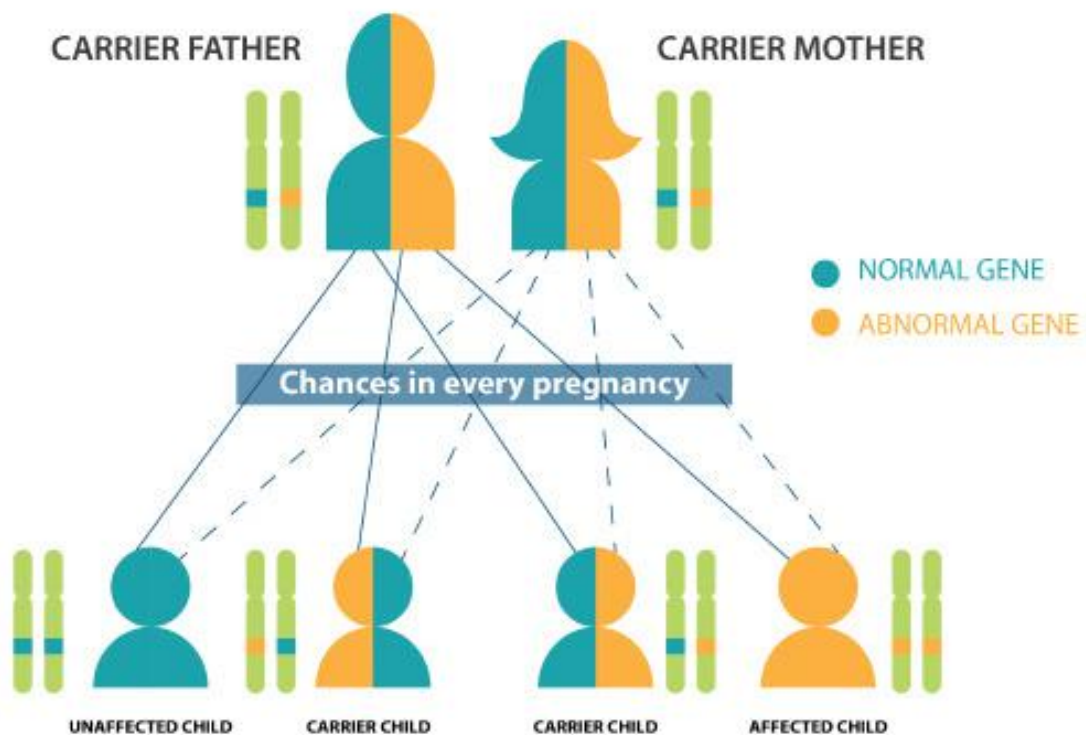 CARRIER FATHER
CARRIER MOTHER
NORMAL GENE
ABNORMAL GENE
Chances in every pregnancy
UNAFFECTED CHILD
CARRIER CHILD
CARRIER CHILD
AFFECTED CHILD